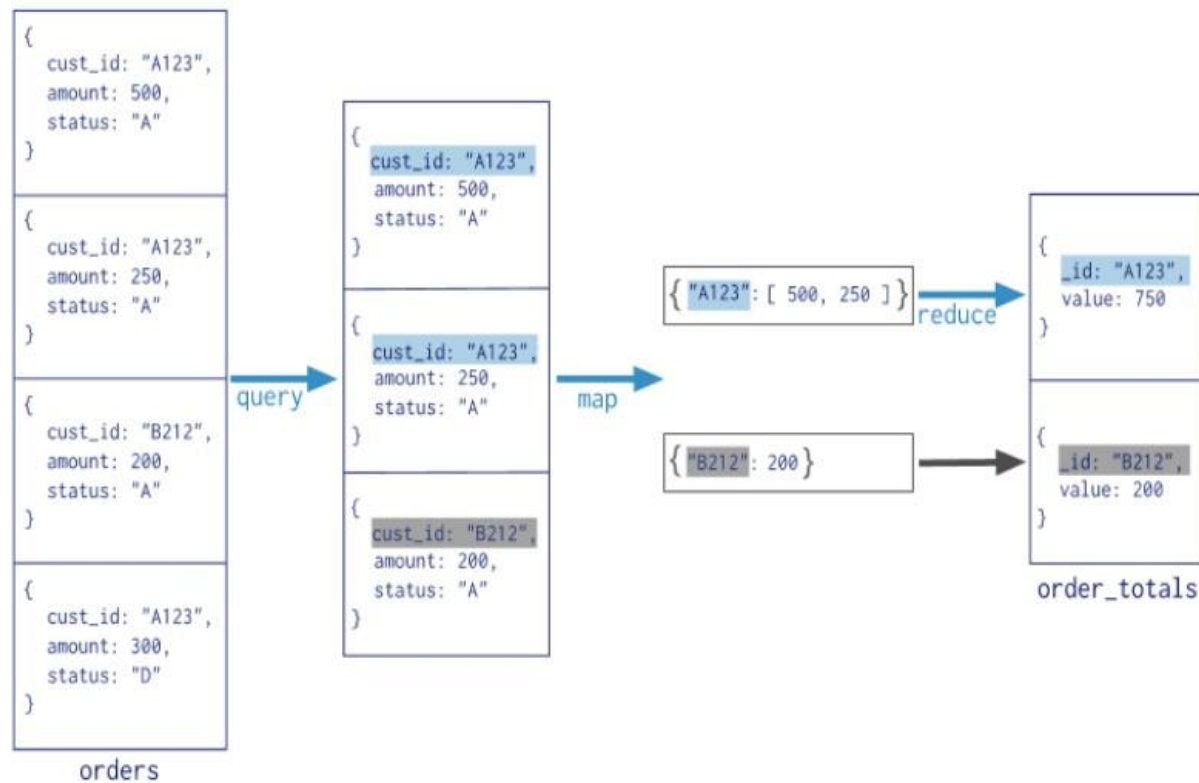 {
cust_id: "A123",
amount: 500,
status: "A"
}
{
cust_id: "A123",
amount: 250,
status: "A"
}
{
cust_id: "B212",
amount: 200,
status: "A"
}
{
cust_id: "A123",
amount: 300,
status: "D"
}
orders
query
{
cust_id: "A123",
amount: 500,
status: "A"
}
{
cust_id: "A123",
amount: 250,
status: "A"
}
{
cust_id: "B212",
amount: 200,
status: "A"
}
map
{ "A123": [ 500, 250 ] }
{ "B212": 200 }
reduce
{
_id: "A123",
value: 750
}
{
_id: "B212",
value: 200
}
order_totals